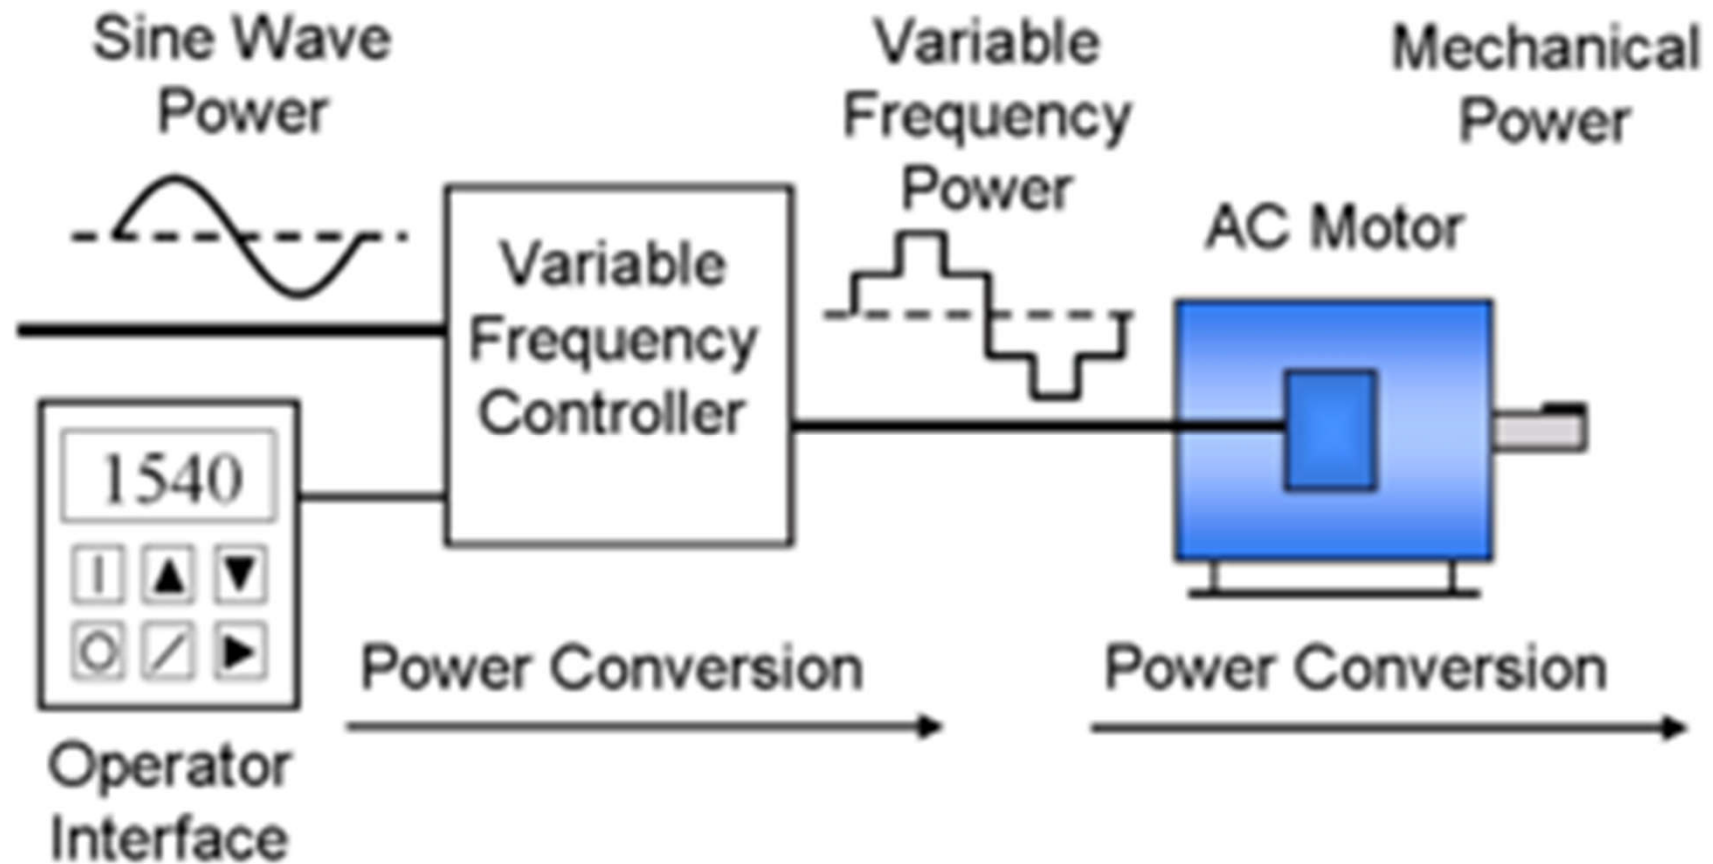 Sine Wave
Power
Variable
Frequency
Power
Mechanical
Power
AC Motor
Variable
Frequency
Controller
1540
Power Conversion
Power Conversion
Operator
Interface